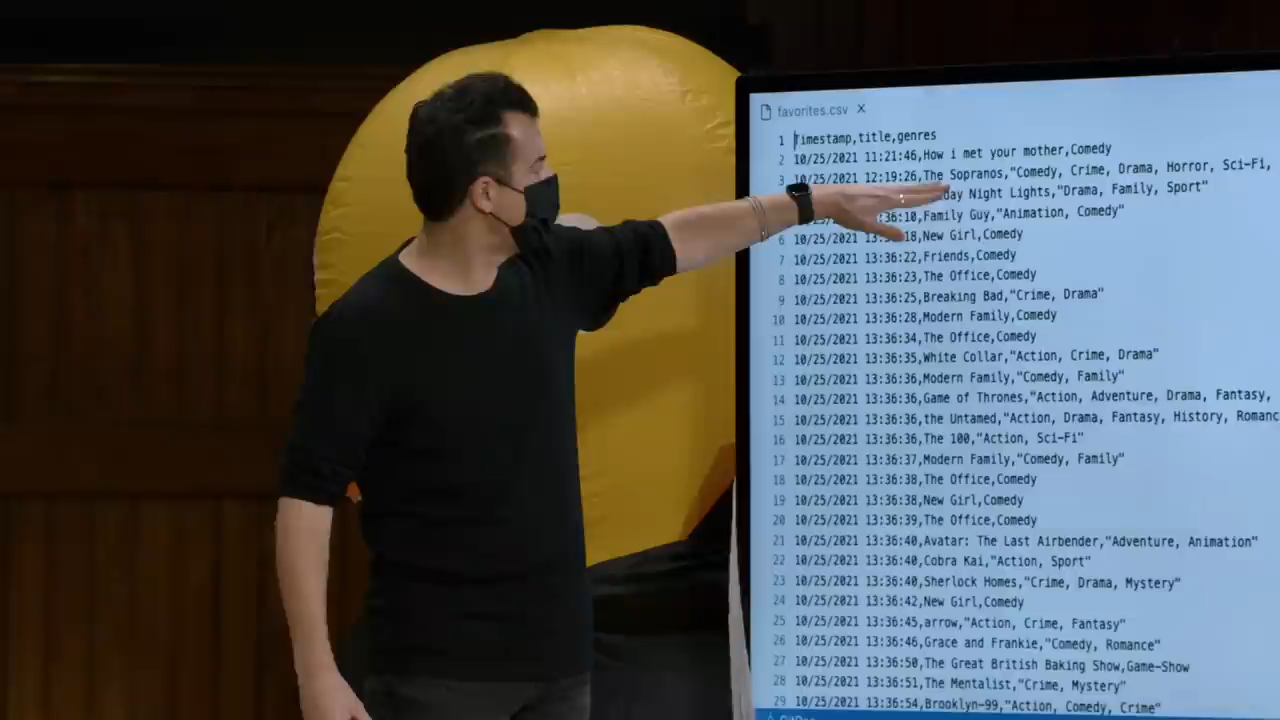 favorites.csv X
1 Timestamp,title,genres
2 10/25/2021 11:21:46,How i met your mother,Comedy
3 10/25/2021 12:19:26,The Sopranos,"Comedy, Crime, Drama, Horror, Sci-Fi,
day Night Lights,"Drama, Family, Sport"
:36:10,Family Guy,"Animation, Comedy"
6 10/25/2021 13:3 18,New Girl,Comedy
7 10/25/2021 13:36:22,Friends,Comedy
8 10/25/2021 13:36:23,The Office,Comedy
9 10/25/2021 13:36:25,Breaking Bad,"Crime, Drama"
10 10/25/2021 13:36:28,Modern Family,Comedy
11 10/25/2021 13:36:34,The Office,Comedy
12 10/25/2021 13:36:35,White Collar,"Action, Crime, Drama"
13 10/25/2021 13:36:36,Modern Family,"Comedy, Family"
14 10/25/2021 13:36:36,Game of Thrones,"Action, Adventure, Drama, Fantasy,
15 10/25/2021 13:36:36,the Untamed,"Action, Drama, Fantasy, History, Romanc
16 10/25/2021 13:36:36,The 100,"Action, Sci-Fi"
17 10/25/2021 13:36:37,Modern Family,"Comedy, Family"
18 10/25/2021 13:36:38,The Office,Comedy
19 10/25/2021 13:36:38,New Girl,Comedy
20 10/25/2021 13:36:39,The Office,Comedy
21 10/25/2021 13:36:40,Avatar: The Last Airbender,"Adventure, Animation"
22 10/25/2021 13:36:40,Cobra Kai,"Action, Sport"
23 10/25/2021 13:36:40,Sherlock Homes,"Crime, Drama, Mystery"
24 10/25/2021 13:36:42,New Girl,Comedy
25 10/25/2021 13:36:45,arrow,"Action, Crime, Fantasy"
26 10/25/2021 13:36:46,Grace and Frankie,"Comedy, Romance"
27 10/25/2021 13:36:50,The Great British Baking Show,Game-Show
28 10/25/2021 13:36:51,The Mentalist,"Crime, Mystery"
29 10/25/2021 13:36:54,Brooklyn-99,"Action, Comedy, Crime"